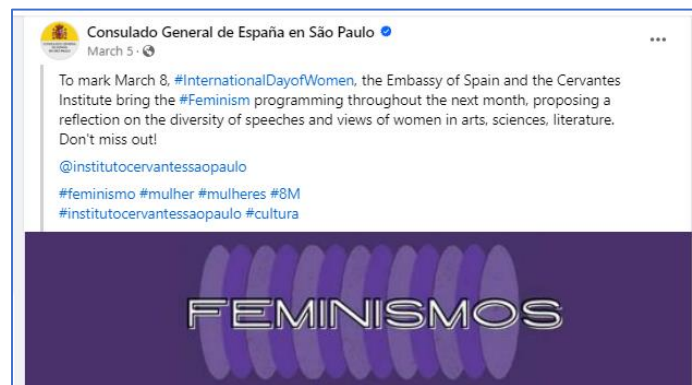 Consulado General de España en São Paulo
March 5 ·
To mark March 8, #InternationalDayofWomen, the Embassy of Spain and the Cervantes
Institute bring the #Feminism programming throughout the next month, proposing a
reflection on the diversity of speeches and views of women in arts, sciences, literature.
Don't miss out!
@institutocervantessaopaulo
#feminismo #mulher #mulheres #8M
#institutocervantessaopaulo #cultura
FEMINISMOS